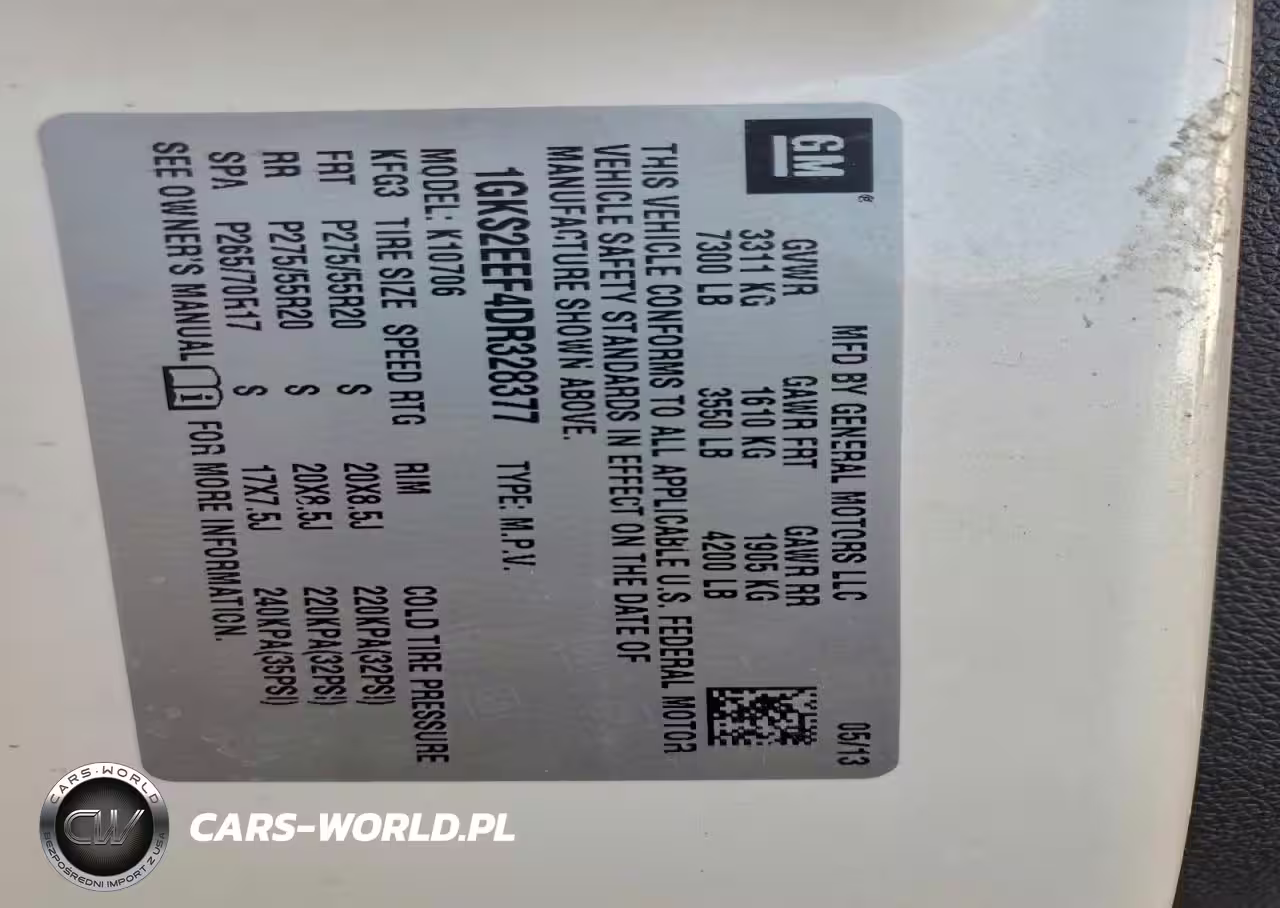 GM
MFD BY GENERAL MOTORS LLC 05/13
GVWR GAWR FRT GAWR RR
3311 KG 1610 KG 1905 KG
7300 LB 3550 LB 4200 LB
THIS VEHICLE CONFORMS TO ALL APPLICABLE U.S. FEDERAL MOTOR
VEHICLE SAFETY STANDARDS IN EFFECT ON THE DATE OF
MANUFACTURE SHOWN ABOVE.
1GKS2EEF4DR328377 TYPE: M.P.V.
MODEL: K10706
KFG3 TIRE SIZE SPEED RTG RIM COLD TIRE PRESSURE
FRT P275/55R20 S 20X8.5J 220KPA(32PSI)
RR P275/55R20 S 20X8.5J 220KPA(32PSI)
SPA P265/70R17 S 17X7.5J 240KPA(35PSI)
SEE OWNER'S MANUAL FOR MORE INFORMATION.
CARS-WORLD
CW
BEZPOŚREDNI IMPORT Z USA
CARS-WORLD.PL